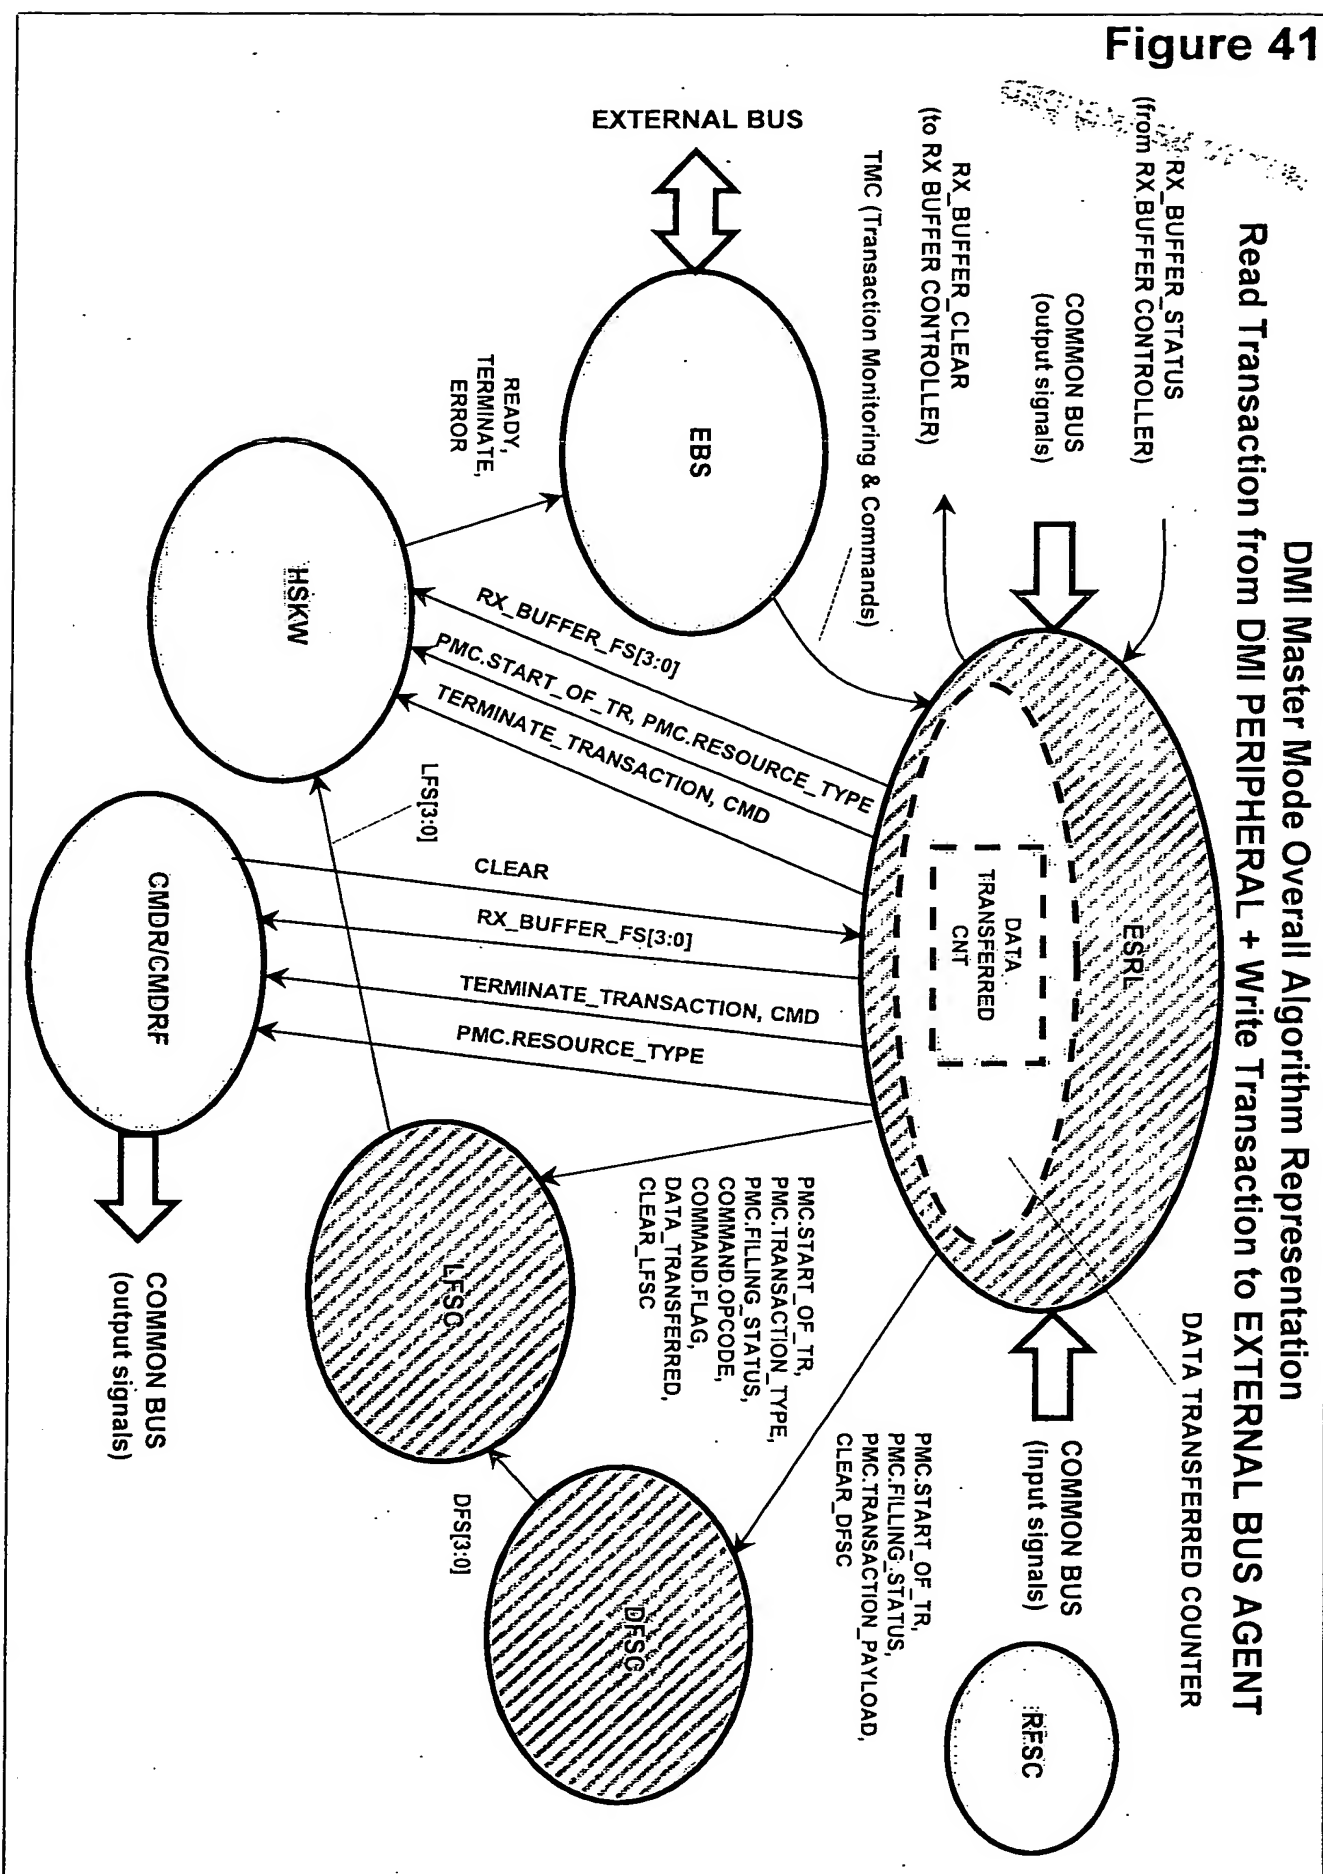 Figure 41
DMI Master Mode Overall Algorithm Representation
Read Transaction from DMI PERIPHERAL + Write Transaction to EXTERNAL BUS AGENT
RX_BUFFER_STATUS
(from RX BUFFER CONTROLLER)
COMMON BUS
(output signals)
RX_BUFFER_CLEAR
(to RX BUFFER CONTROLLER)
TMC (Transaction Monitoring & Commands)
EXTERNAL BUS
EBS
READY,
TERMINATE,
ERROR
HSKW
RX_BUFFER_FS[3:0]
PMC.START_OF_TR, PMC.RESOURCE_TYPE
TERMINATE_TRANSACTION, CMD
ESRL
DATA
TRANSFERRED
CNT
DATA TRANSFERRED COUNTER
COMMON BUS
(input signals)
RFSC
LFS[3:0]
CLEAR
RX_BUFFER_FS[3:0]
TERMINATE_TRANSACTION, CMD
PMC.RESOURCE_TYPE
CMDR/CMDRF
COMMON BUS
(output signals)
PMC.START_OF_TR,
PMC.TRANSACTION_TYPE,
PMC.FILLING_STATUS,
COMMAND.OPCODE,
COMMAND.FLAG,
DATA_TRANSFERRED,
CLEAR_LFSC
LFSC
PMC.START_OF_TR,
PMC.FILLING_STATUS,
PMC.TRANSACTION_PAYLOAD,
CLEAR_DFSC
DFS[3:0]
DFSC